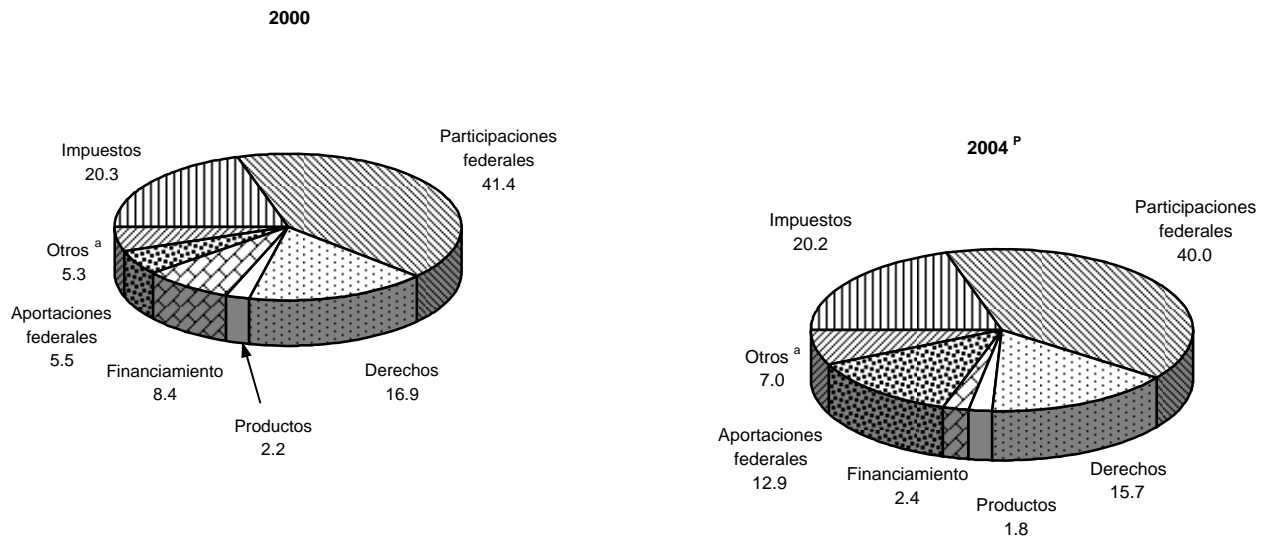 2000
Participaciones
federales
41.4
Impuestos
20.3
Otros a
5.3
Aportaciones
federales
5.5
Financiamiento
8.4
Productos
2.2
Derechos
16.9
2004 P
Participaciones
federales
40.0
Impuestos
20.2
Otros a
7.0
Aportaciones
federales
12.9
Financiamiento
2.4
Productos
1.8
Derechos
15.7